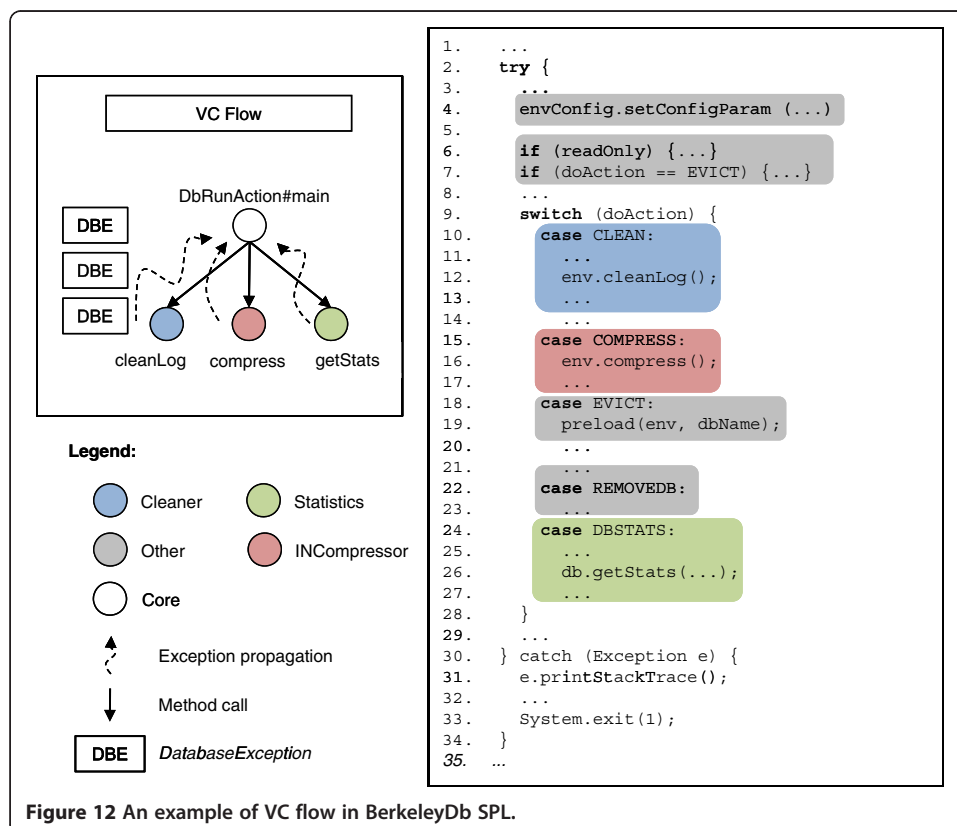 VC Flow
DbRunAction#main
DBE
DBE
DBE
cleanLog
compress
getStats
Legend:
Cleaner
Statistics
Other
INCompressor
Core
Exception propagation
Method call
DBE
DatabaseException
1. ...
2. try {
3. ...
4. envConfig.setConfigParam (...)
5.
6. if (readOnly) {...}
7. if (doAction == EVICT) {...}
8. ...
9. switch (doAction) {
10. case CLEAN:
11. ...
12. env.cleanLog();
13. ...
14. ...
15. case COMPRESS:
16. env.compress();
17. ...
18. case EVICT:
19. preload(env, dbName);
20. ...
21. ...
22. case REMOVEDB:
23. ...
24. case DBSTATS:
25. ...
26. db.getStats(...);
27. ...
28. }
29. ...
30. } catch (Exception e) {
31. e.printStackTrace();
32. ...
33. System.exit(1);
34. }
35. ...
Figure 12 An example of VC flow in BerkeleyDb SPL.